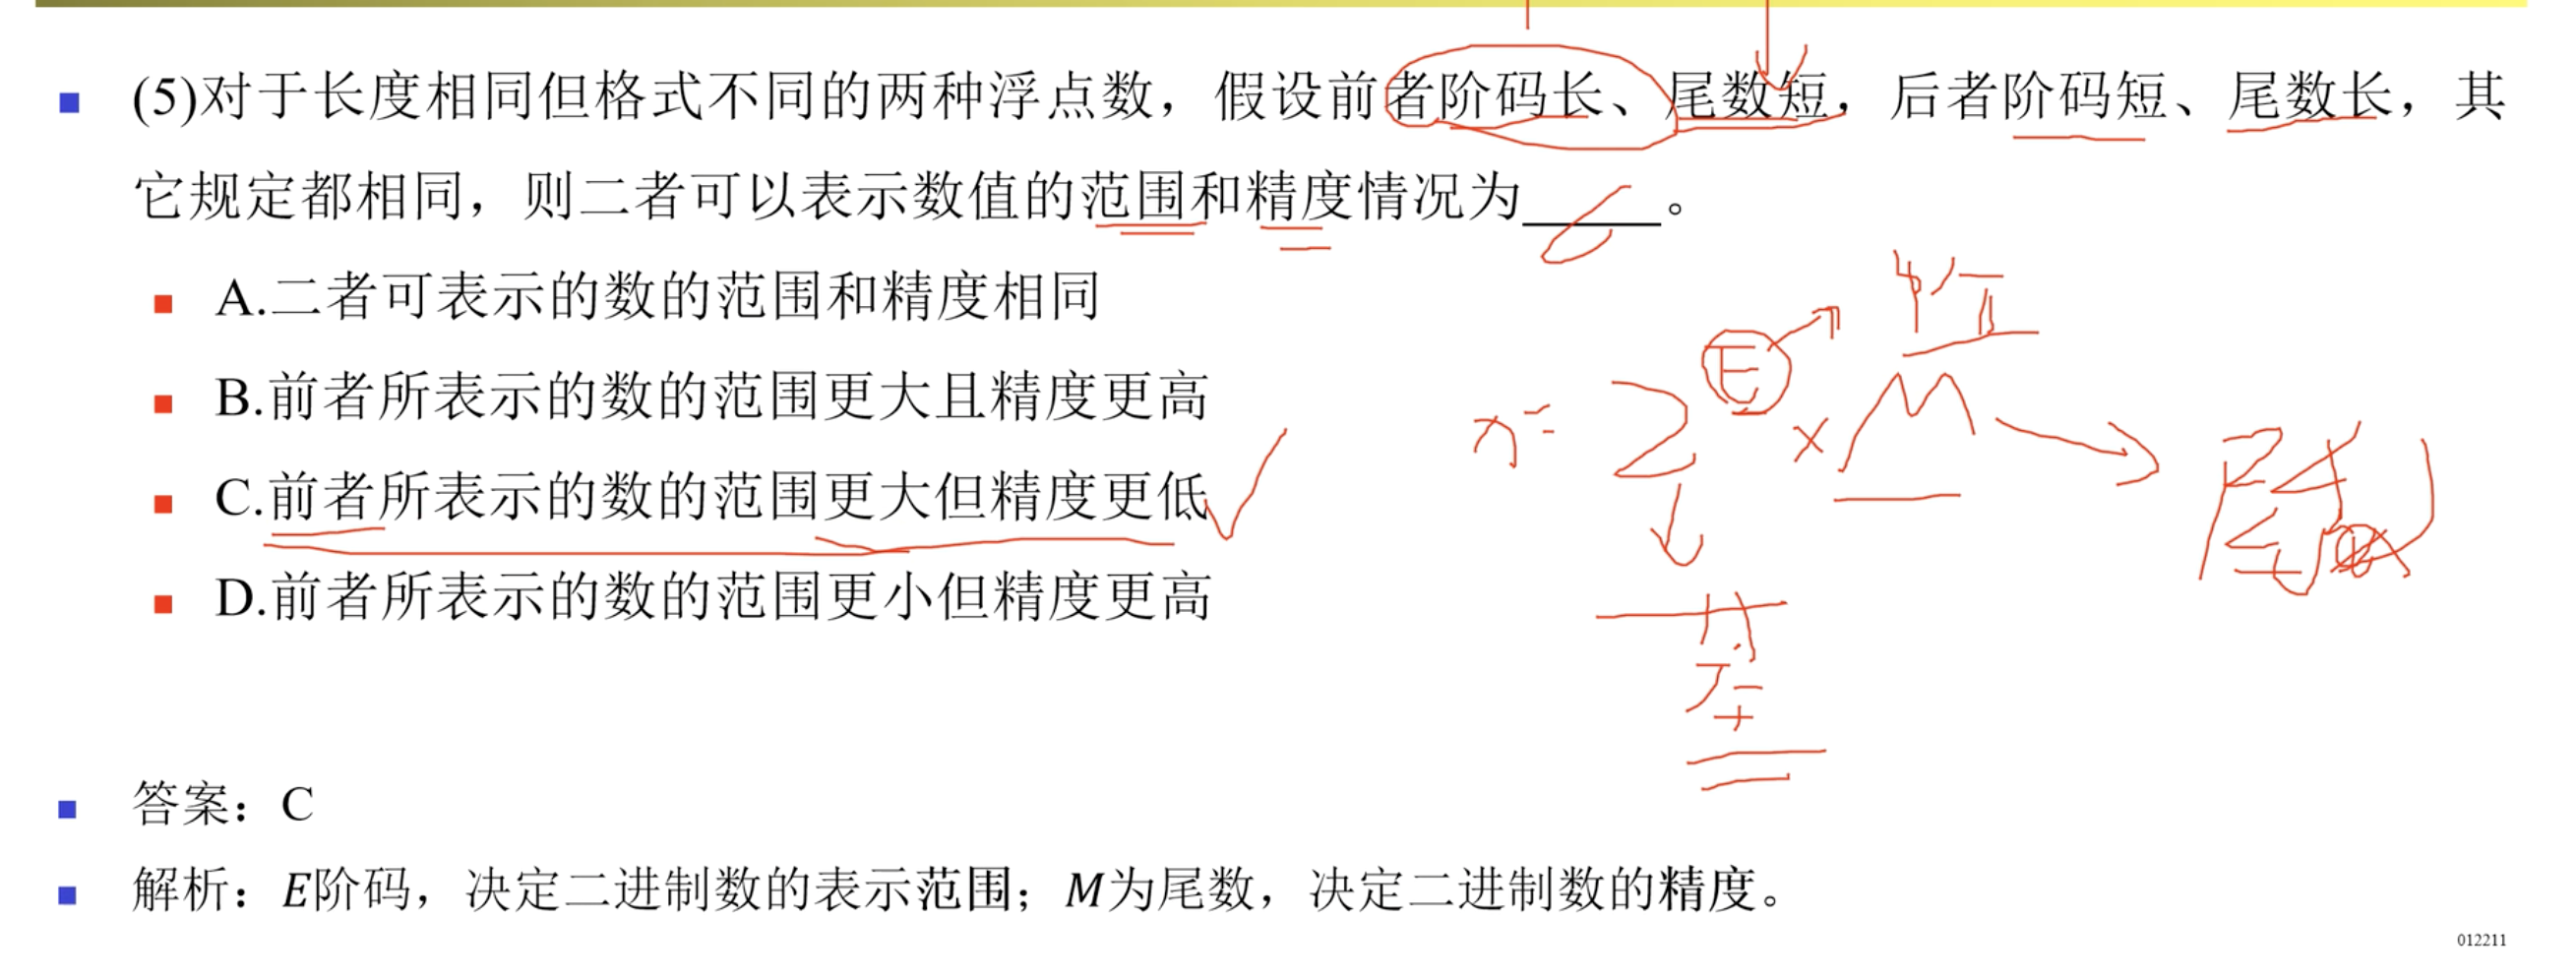 (5)对于长度相同但格式不同的两种浮点数，假设前者阶码长、尾数短，后者阶码短、尾数长，其
它规定都相同，则二者可以表示数值的范围和精度情况为_____。
A.二者可表示的数的范围和精度相同
B.前者所表示的数的范围更大且精度更高
C.前者所表示的数的范围更大但精度更低
D.前者所表示的数的范围更小但精度更高
E
2
x
M
尾数
答案：C
解析：E阶码，决定二进制数的表示范围；M为尾数，决定二进制数的精度。
012211